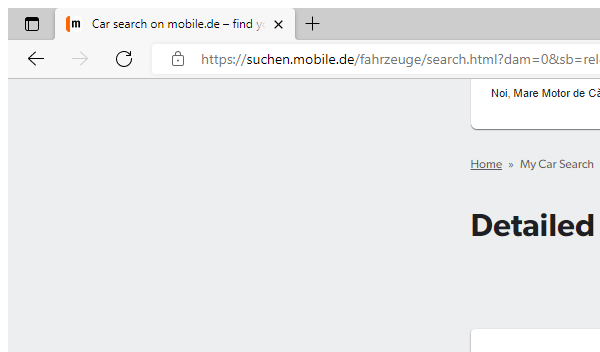 m Car search on mobile.de – find
https://suchen.mobile.de/fahrzeuge/search.html?dam=0&sb=rel
Noi, Mare Motor de
Home » My Car Search
Detailed